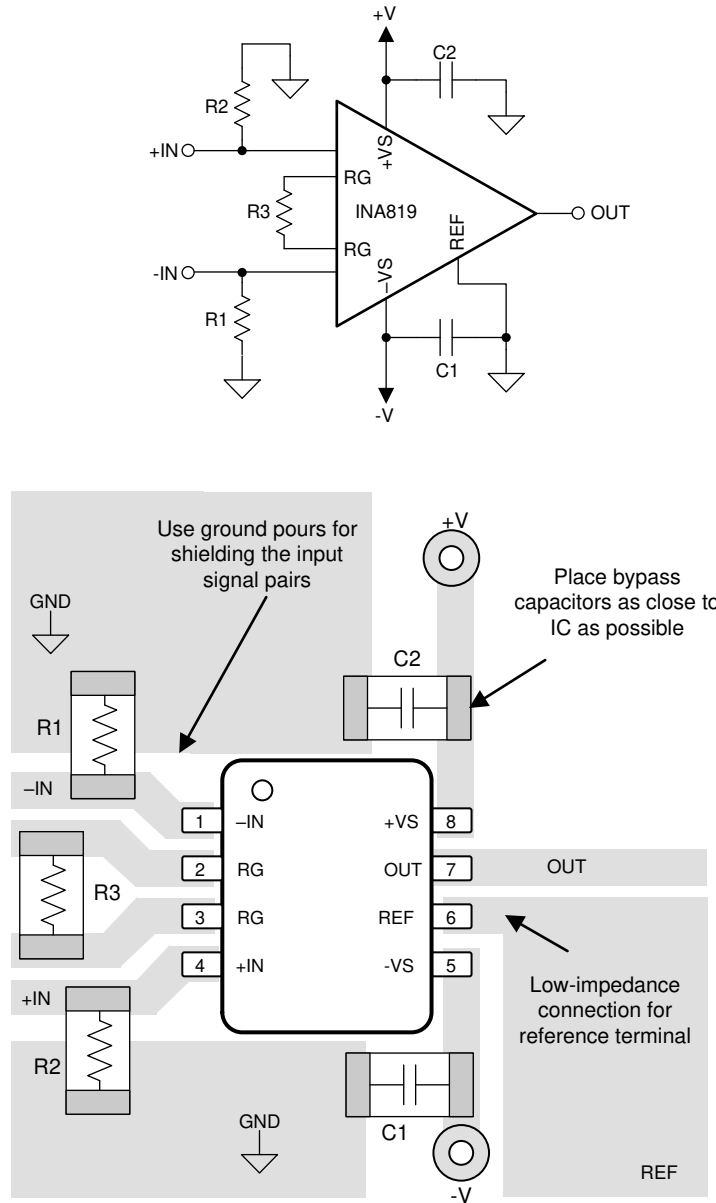 +V
C2
R2
+IN
+VS
RG
R3
INA819
OUT
RG
REF
-IN
–VS
R1
C1
-V
+V
Use ground pours for
shielding the input
signal pairs
Place bypass
capacitors as close to
IC as possible
GND
C2
R1
–IN
1
–IN
+VS
8
2
RG
OUT
7
OUT
R3
3
RG
REF
6
4
+IN
-VS
5
+IN
Low-impedance
connection for
reference terminal
R2
GND
C1
REF
-V